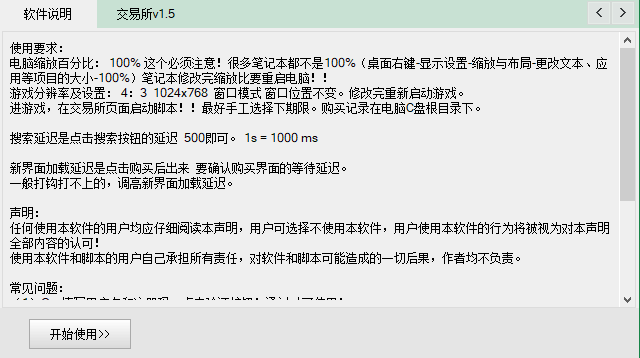 软件说明 交易所v1.5
使用要求：
电脑缩放百分比： 100% 这个必须注意！很多笔记本都不是100%（桌面右键-显示设置-缩放与布局-更改文本、应
用等项目的大小-100%）笔记本修改完缩放比要重启电脑！！
游戏分辨率及设置： 4：3 1024x768 窗口模式 窗口位置不变。修改完重新启动游戏。
进游戏，在交易所页面启动脚本！！最好手工选择下期限。购买记录在电脑C盘根目录下。
搜索延迟是点击搜索按钮的延迟 500即可。 1s = 1000 ms
新界面加载延迟是点击购买后出来 要确认购买界面的等待延迟。
一般打钩打不上的，调高新界面加载延迟。
声明：
任何使用本软件的用户均应仔细阅读本声明，用户可选择不使用本软件，用户使用本软件的行为将被视为对本声明
全部内容的认可！
使用本软件和脚本的用户自己承担所有责任，对软件和脚本可能造成的一切后果，作者均不负责。
常见问题：
开始使用>>